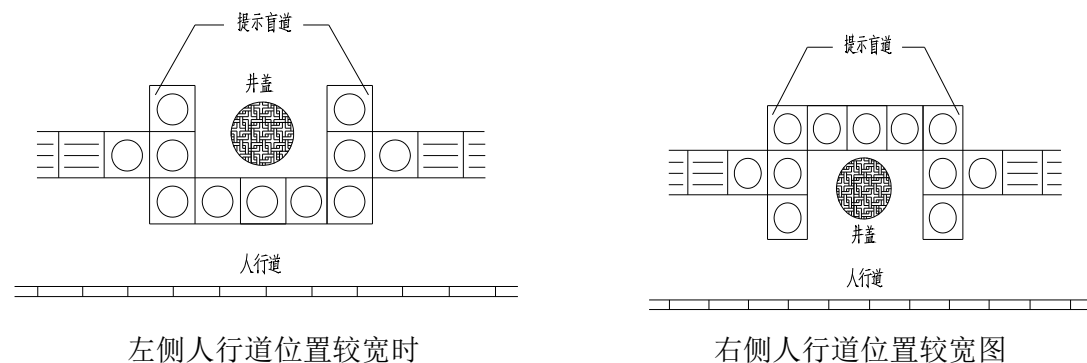 提示盲道
井盖
人行道
左侧人行道位置较宽时
提示盲道
井盖
人行道
右侧人行道位置较宽图